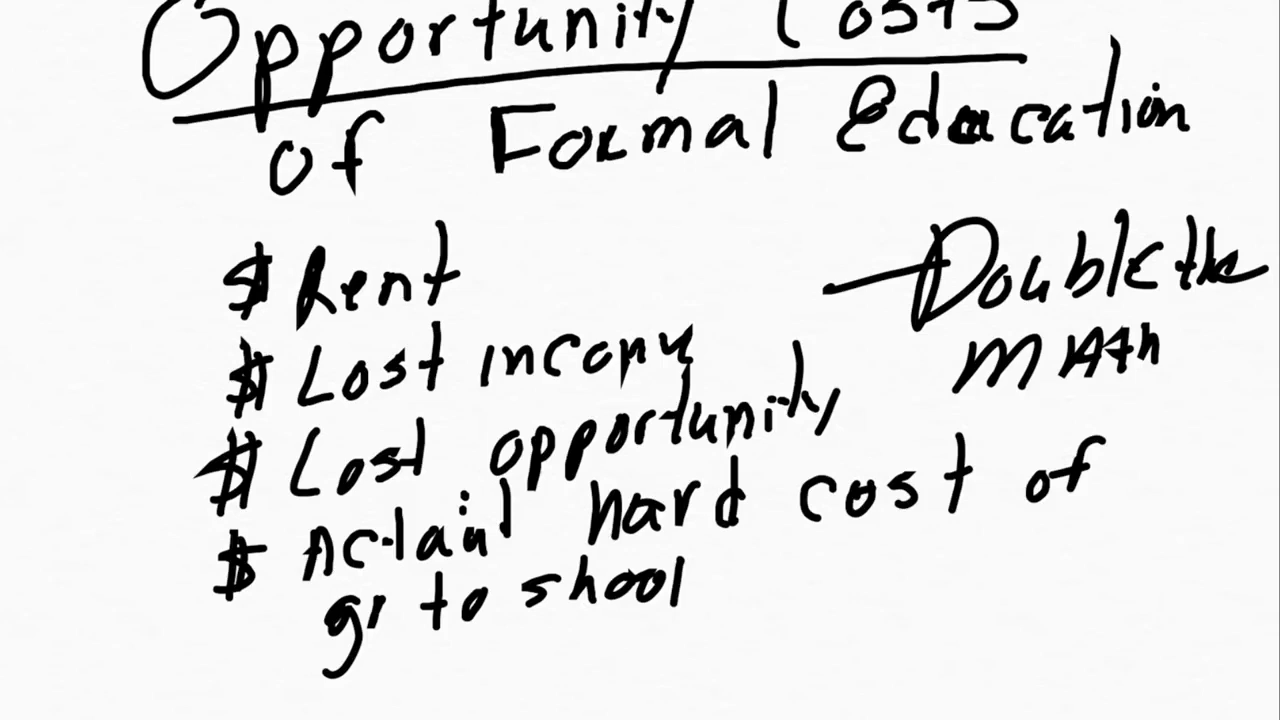 Opportunity Costs
of Formal Education
$ Rent
Double the
Math
$ Lost income
$ Lost opportunity
$ Actaul hard cost of
go to shool